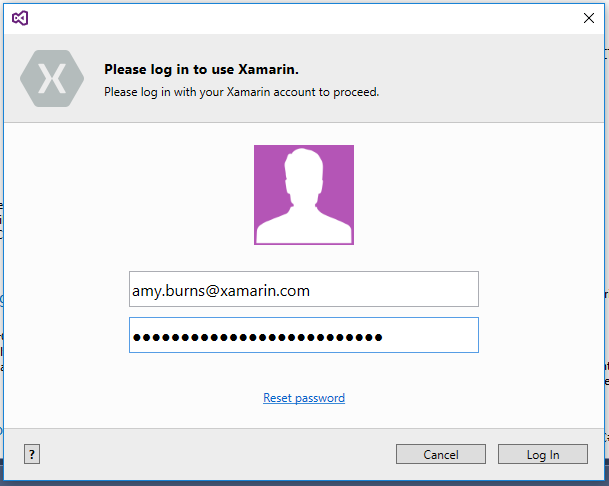 Please log in to use Xamarin.
Please log in with your Xamarin account to proceed.
amy.burns@xamarin.com
●●●●●●●●●●●●●●●●●●●●●●●●●●
Reset password
?
Cancel
Log In